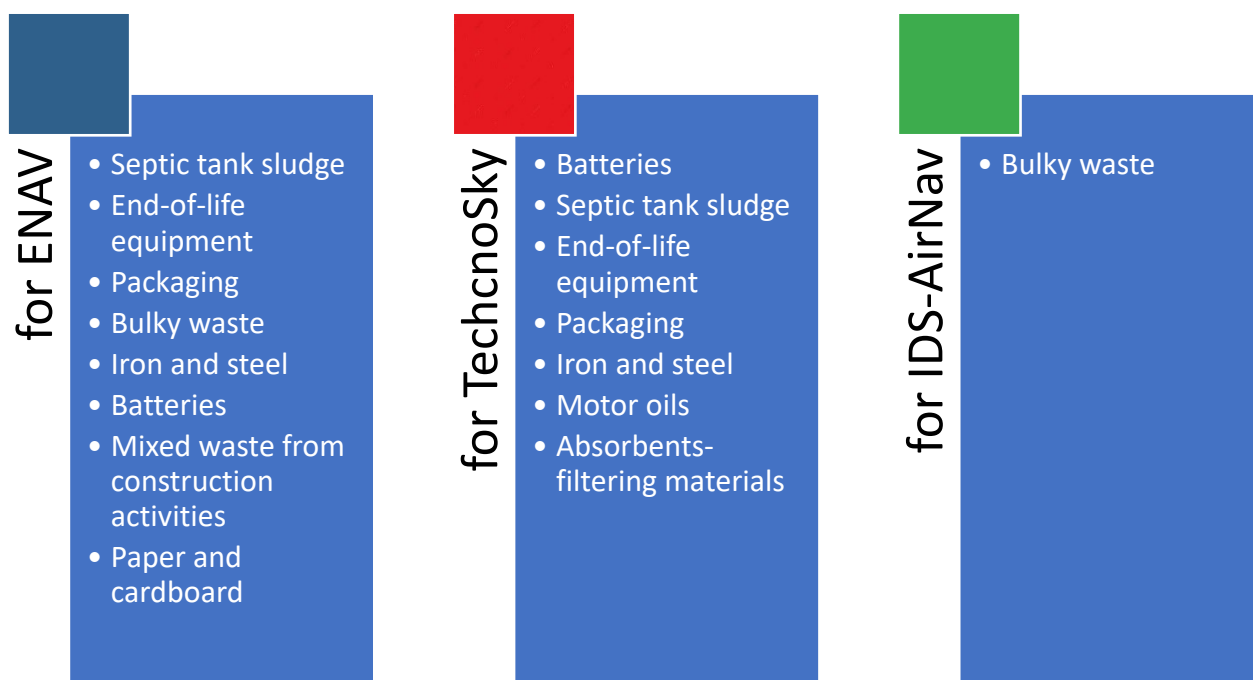 for ENAV
• Septic tank sludge
• End-of-life
equipment
• Packaging
• Bulky waste
• Iron and steel
• Batteries
• Mixed waste from
construction
activities
• Paper and
cardboard
for TechcnoSky
• Batteries
• Septic tank sludge
• End-of-life
equipment
• Packaging
• Iron and steel
• Motor oils
• Absorbents-
filtering materials
for IDS-AirNav
• Bulky waste